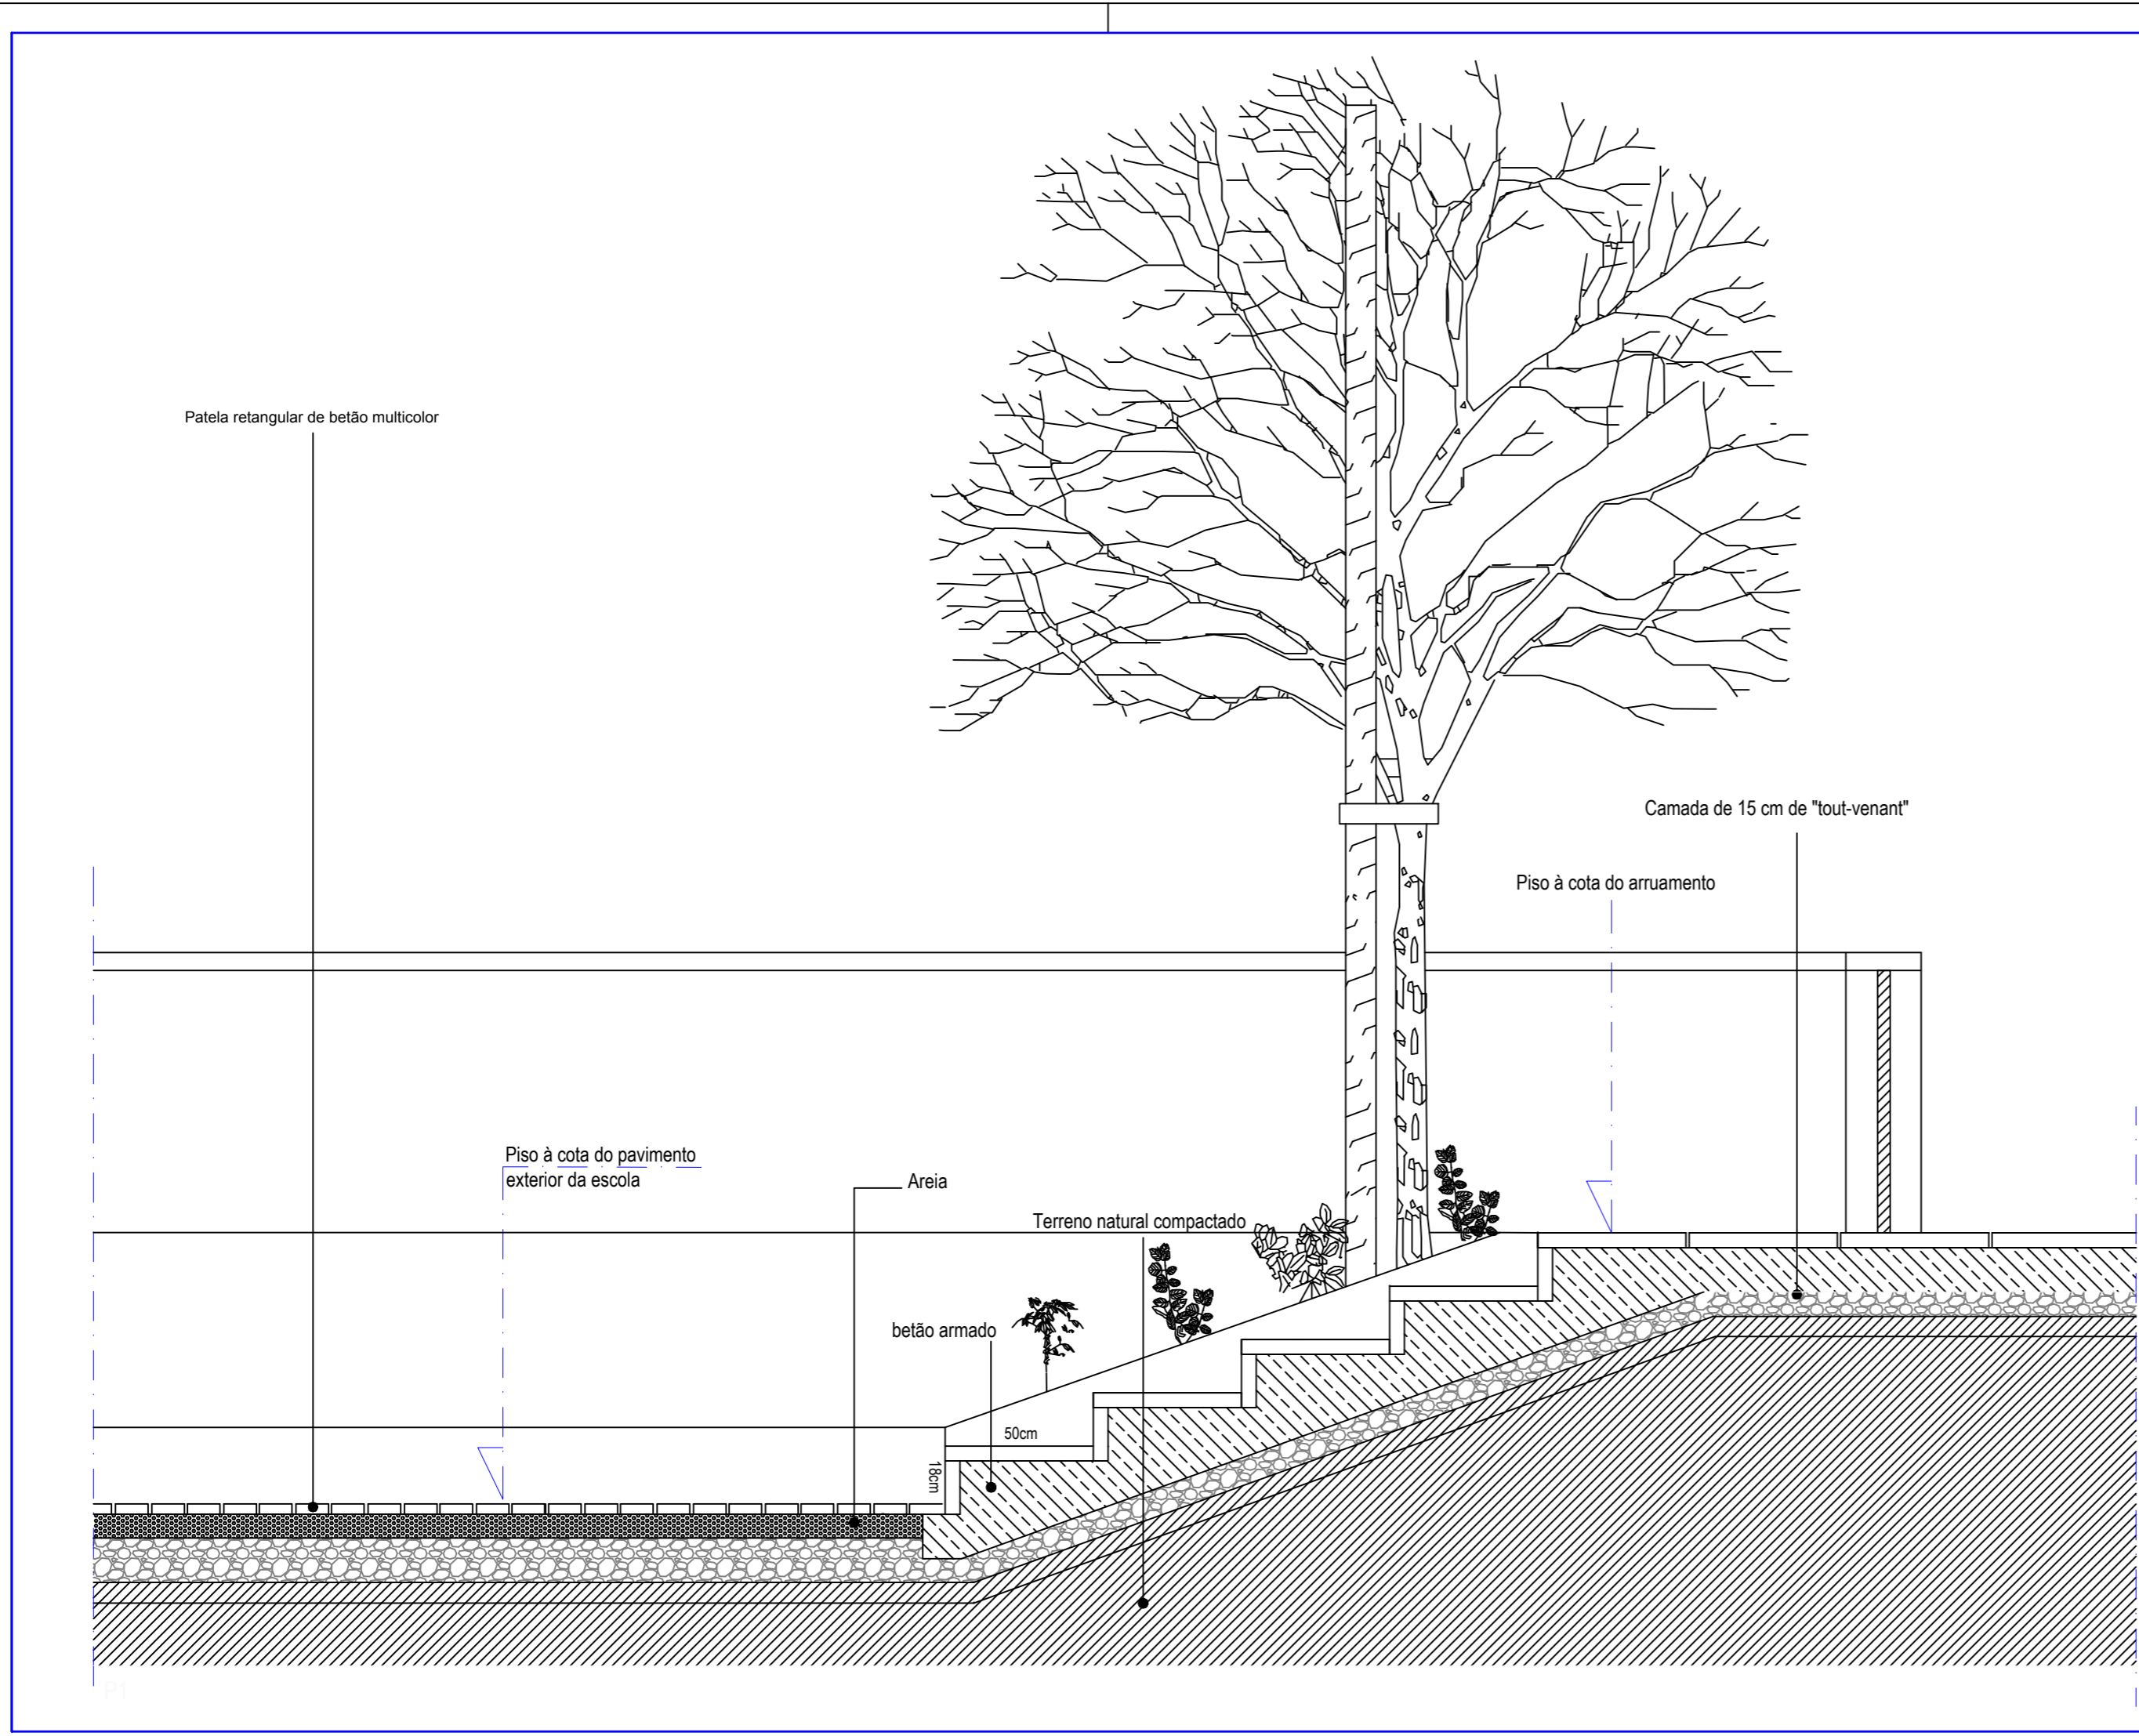 Patela retangular de betão multicolor
Camada de 15 cm de "tout-venant"
Piso à cota do arruamento
Piso à cota do pavimento
exterior da escola
Areia
Terreno natural compactado
betão armado
50cm
18cm
P1